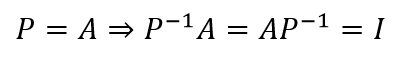 P = A ⇒ P⁻¹A = AP⁻¹ = I